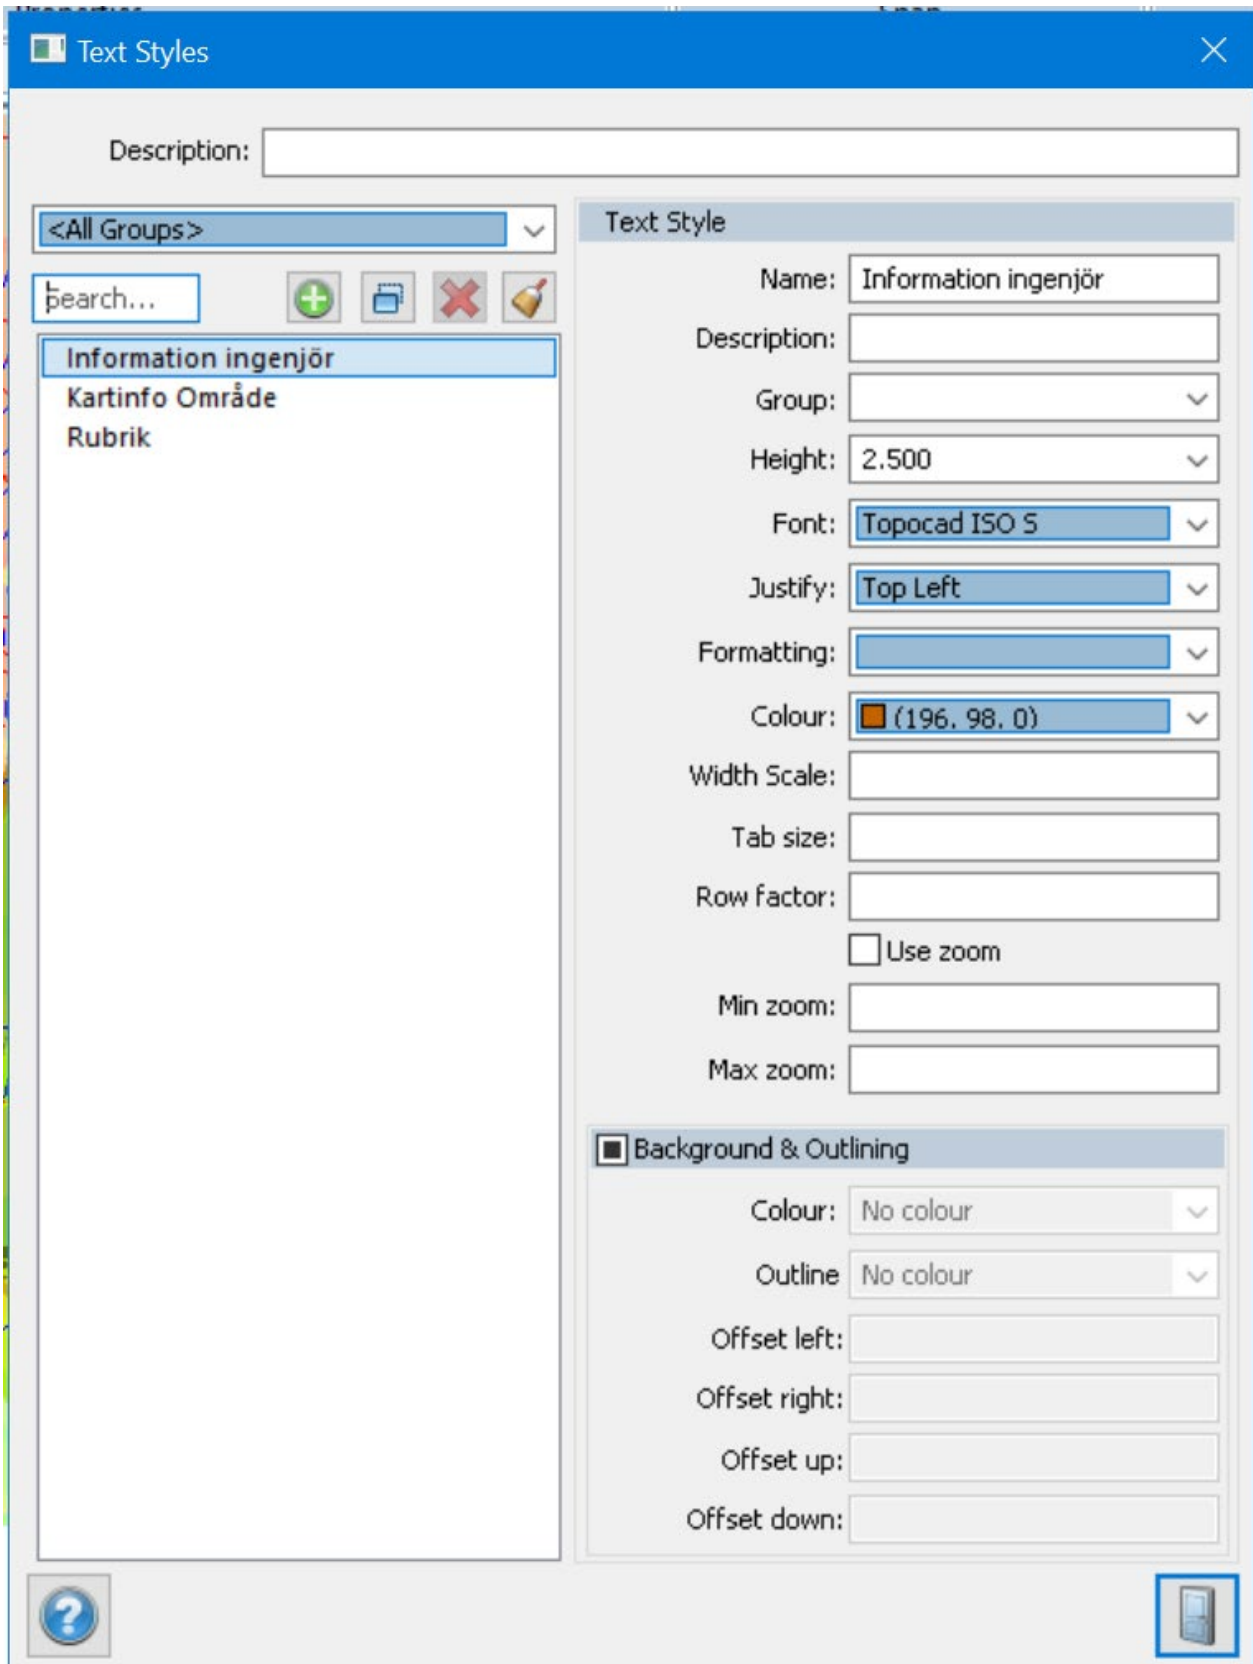 Text Styles
Description:
<All Groups>
Search...
Information ingenjör
Kartinfo Område
Rubrik
Text Style
Name: Information ingenjör
Description:
Group:
Height: 2.500
Font: Topocad ISO S
Justify: Top Left
Formatting:
Colour: (196. 98. 0)
Width Scale:
Tab size:
Row factor:
Use zoom
Min zoom:
Max zoom:
Background & Outlining
Colour: No colour
Outline No colour
Offset left:
Offset right:
Offset up:
Offset down: